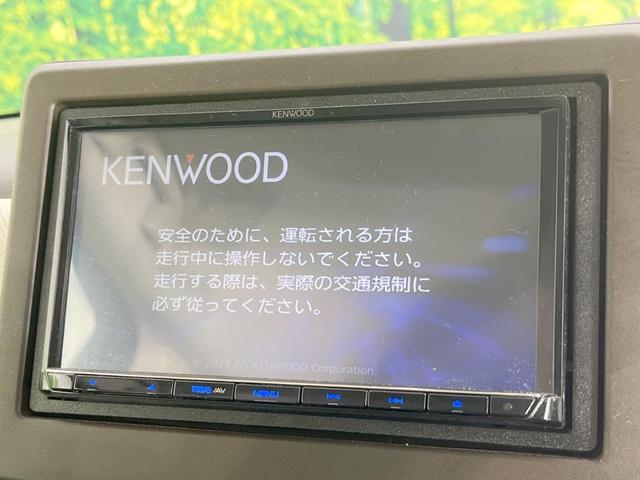 KENWOOD
KENWOOD
安全のために、運転される方は
走行中に操作しないでください。
走行する際は、実際の交通規制に
必ず従ってください。
JVCKENWOOD Corporation
/AV
MENU